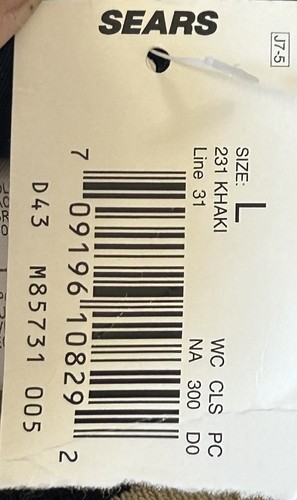 SEARS
J7-5
SIZE: L
231 KHAKI WC CLS PC
Line 31 NA 300 D0
7 09196 10829 2
D43 M85731 005